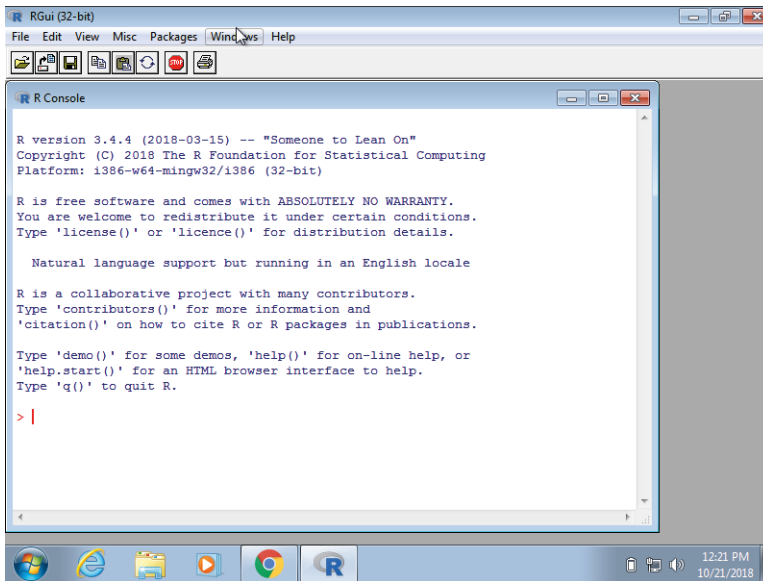 RGui (32-bit)
File Edit View Misc Packages Windows Help
STOP
R Console
R version 3.4.4 (2018-03-15) -- "Someone to Lean On"
Copyright (C) 2018 The R Foundation for Statistical Computing
Platform: i386-w64-mingw32/i386 (32-bit)
R is free software and comes with ABSOLUTELY NO WARRANTY.
You are welcome to redistribute it under certain conditions.
Type 'license()' or 'licence()' for distribution details.
Natural language support but running in an English locale
R is a collaborative project with many contributors.
Type 'contributors()' for more information and
'citation()' on how to cite R or R packages in publications.
Type 'demo()' for some demos, 'help()' for on-line help, or
'help.start()' for an HTML browser interface to help.
Type 'q()' to quit R.
>
12:21 PM
10/21/2018